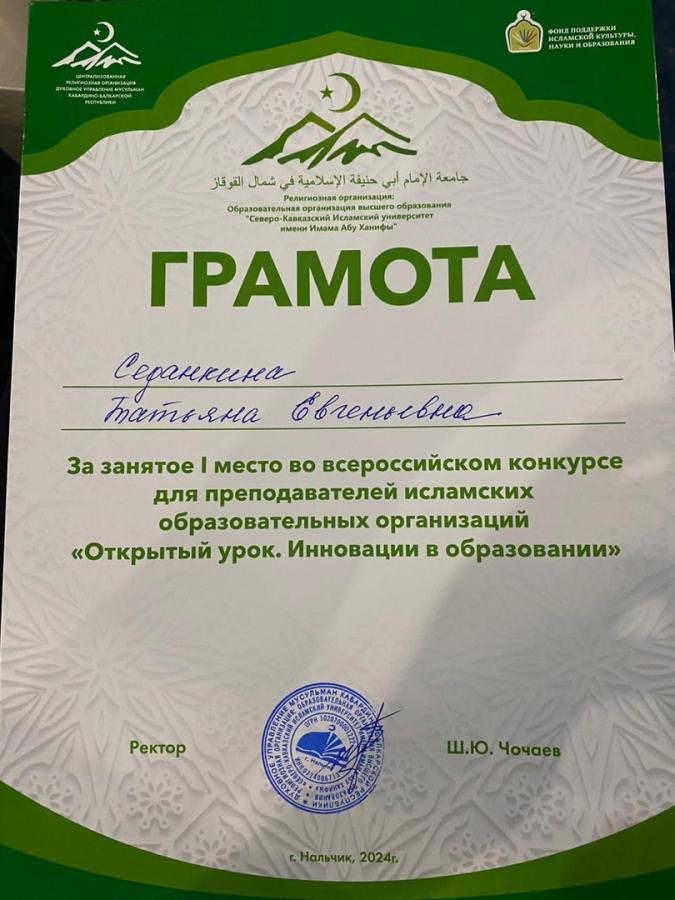 ЦЕНТРАЛИЗОВАННАЯ
РЕЛИГИОЗНАЯ ОРГАНИЗАЦИЯ
ДУХОВНОЕ УПРАВЛЕНИЕ МУСУЛЬМАН
КАБАРДИНО-БАЛКАРСКОЙ
РЕСПУБЛИКИ
ФОНД ПОДДЕРЖКИ
ИСЛАМСКОЙ КУЛЬТУРЫ,
НАУКИ И ОБРАЗОВАНИЯ
جامعة الإمام أبي حنيفة الإسلامية في شمال القوقاز
Религиозная организация:
Образовательная организация высшего образования
"Северо-Кавказский Исламский университет
имени Имама Абу Ханифы"
ГРАМОТА
Седанкина
Татьяна Евгеньевна
За занятое I место во всероссийском конкурсе
для преподавателей исламских
образовательных организаций
«Открытый урок. Инновации в образовании»
Ректор
Ш.Ю. Чочаев
г. Нальчик, 2024г.